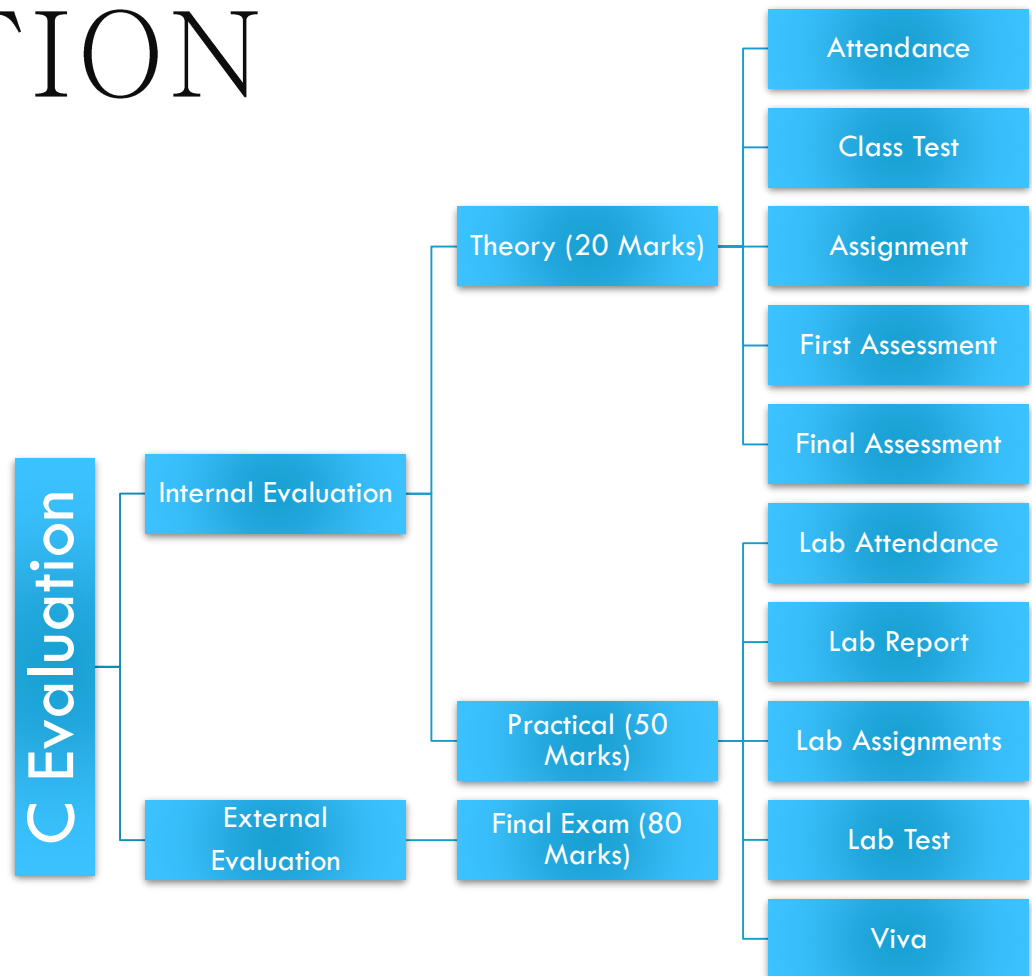 TION
C Evaluation
Internal Evaluation
Theory (20 Marks)
Attendance
Class Test
Assignment
First Assessment
Final Assessment
Practical (50
Marks)
Lab Attendance
Lab Report
Lab Assignments
Lab Test
Viva
External
Evaluation
Final Exam (80
Marks)